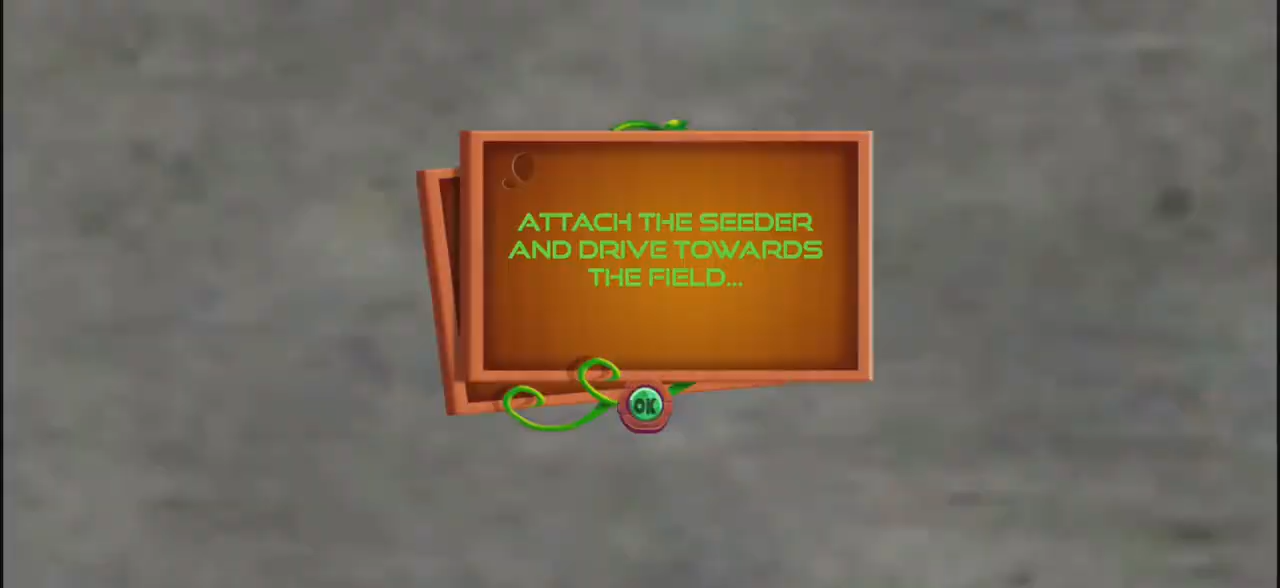 ATTACH THE SEEDER
AND DRIVE TOWARDS
THE FIELD...
OK